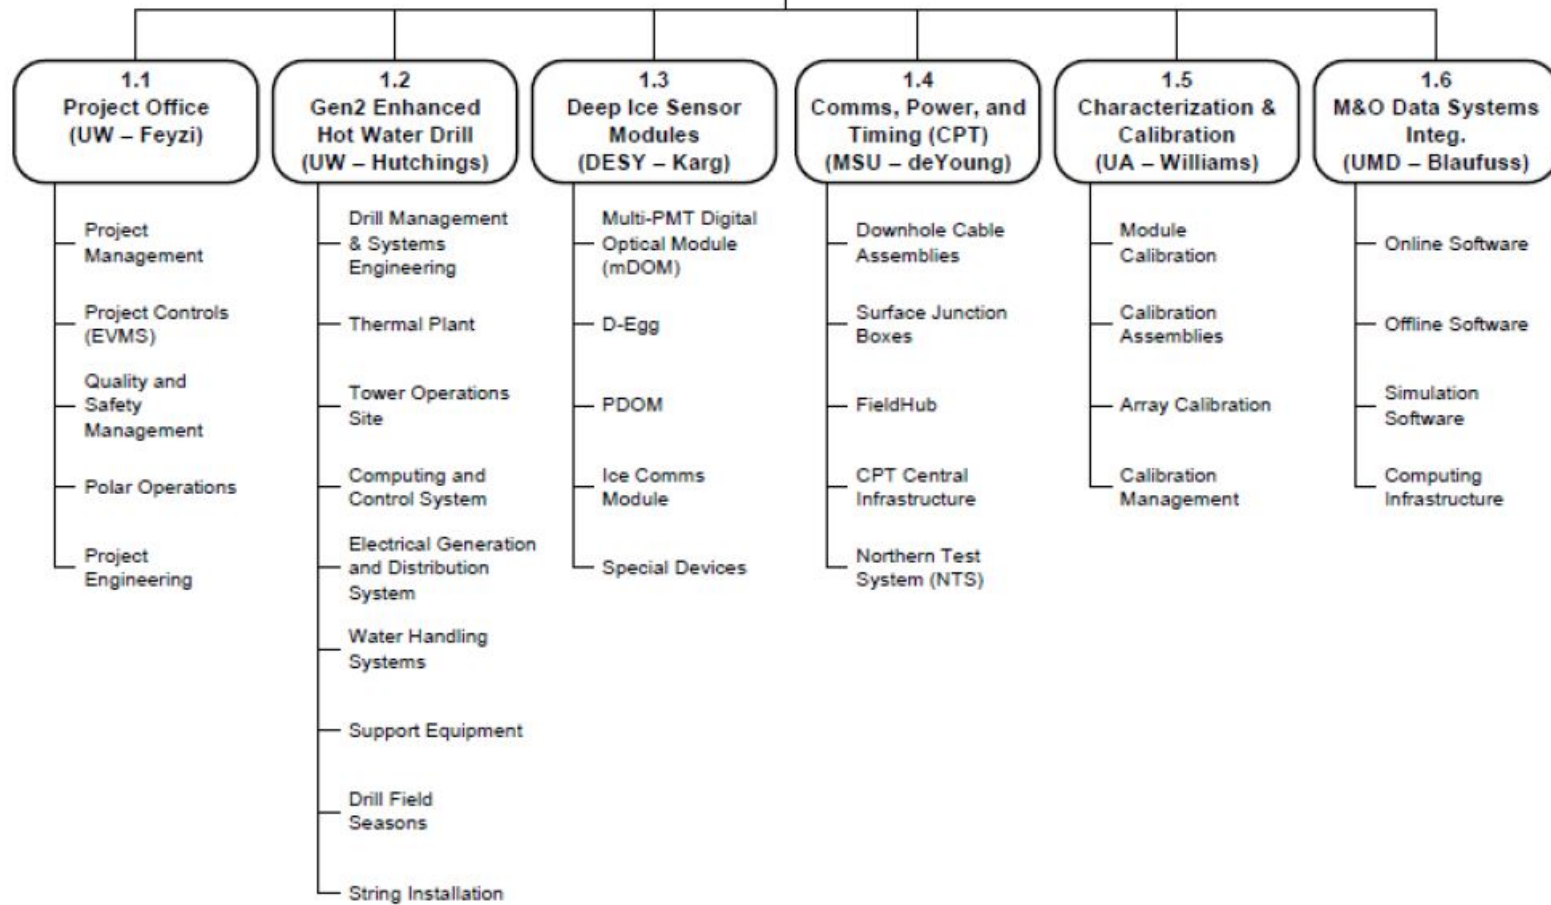 1.1
Project Office
(UW – Feyzi)
Project
Management
Project Controls
(EVMS)
Quality and
Safety
Management
Polar Operations
Project
Engineering
1.2
Gen2 Enhanced
Hot Water Drill
(UW – Hutchings)
Drill Management
& Systems
Engineering
Thermal Plant
Tower Operations
Site
Computing and
Control System
Electrical Generation
and Distribution
System
Water Handling
Systems
Support Equipment
Drill Field
Seasons
String Installation
1.3
Deep Ice Sensor
Modules
(DESY – Karg)
Multi-PMT Digital
Optical Module
(mDOM)
D-Egg
PDOM
Ice Comms
Module
Special Devices
1.4
Comms, Power, and
Timing (CPT)
(MSU – deYoung)
Downhole Cable
Assemblies
Surface Junction
Boxes
FieldHub
CPT Central
Infrastructure
Northern Test
System (NTS)
1.5
Characterization &
Calibration
(UA – Williams)
Module
Calibration
Calibration
Assemblies
Array Calibration
Calibration
Management
1.6
M&O Data Systems
Integ.
(UMD – Blaufuss)
Online Software
Offline Software
Simulation
Software
Computing
Infrastructure